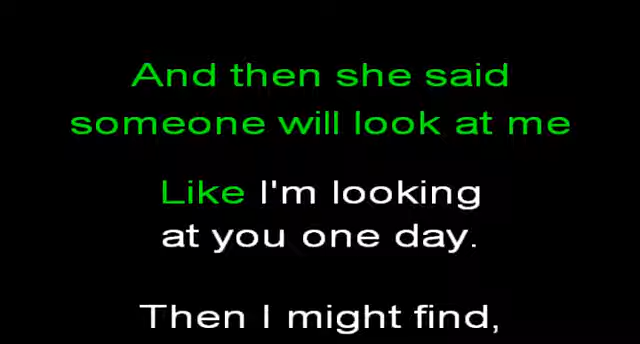 And then she said
someone will look at me
Like I'm looking
at you one day.
Then I might find,